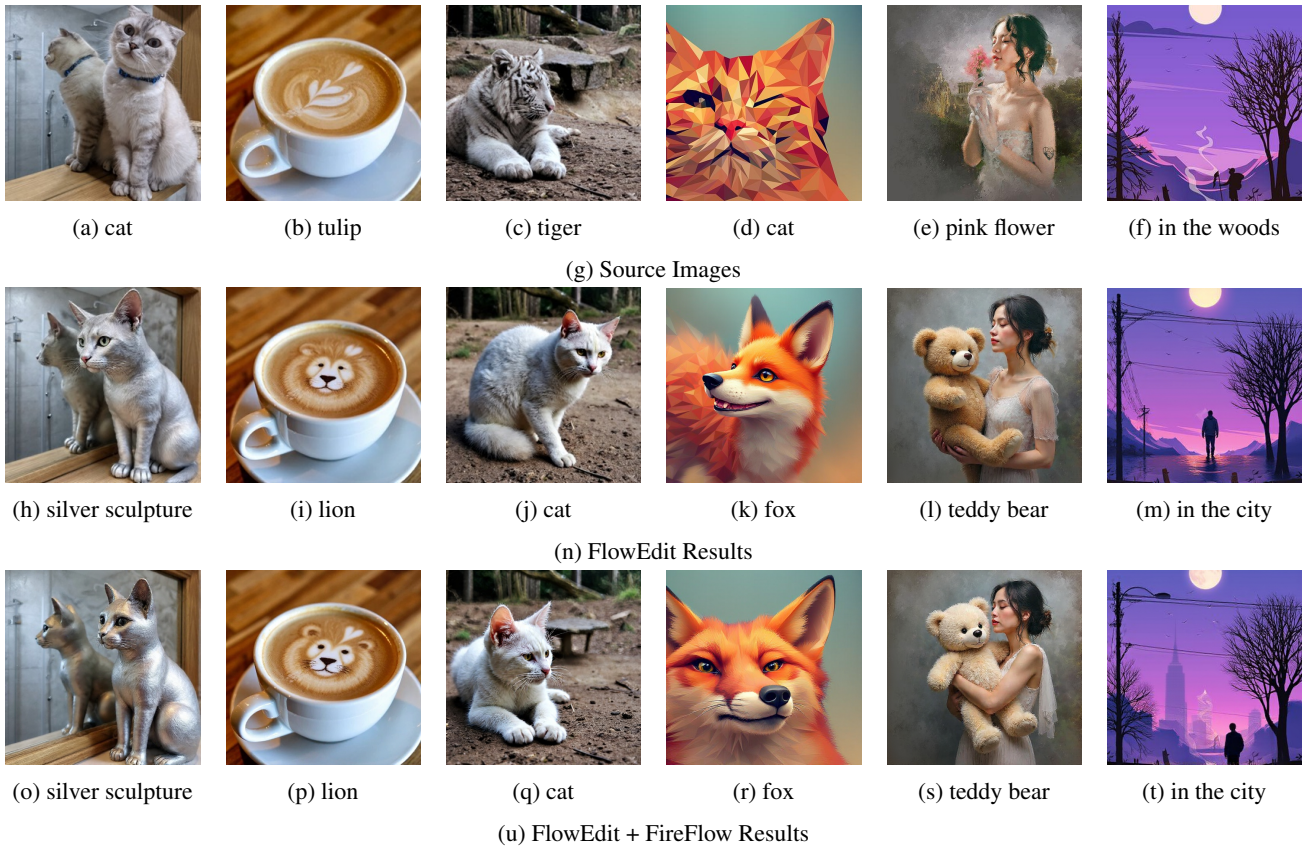 (a) cat
(b) tulip
(c) tiger
(d) cat
(e) pink flower
(f) in the woods
(g) Source Images
(h) silver sculpture
(i) lion
(j) cat
(k) fox
(l) teddy bear
(m) in the city
(n) FlowEdit Results
(o) silver sculpture
(p) lion
(q) cat
(r) fox
(s) teddy bear
(t) in the city
(u) FlowEdit + FireFlow Results